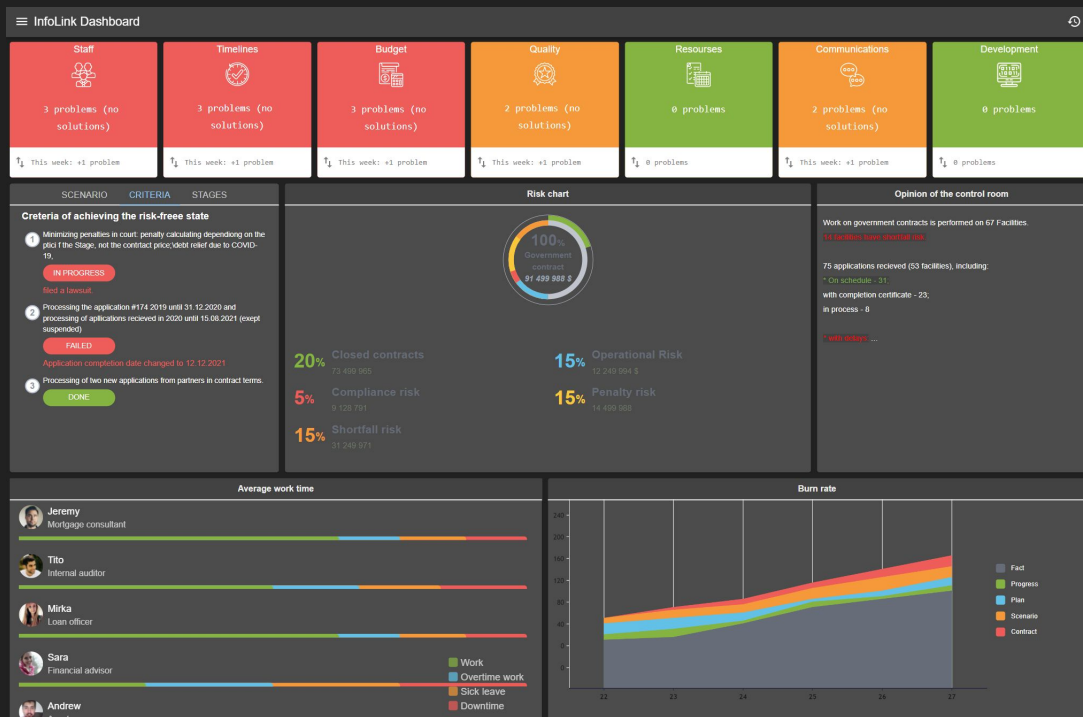 InfoLink Dashboard
Staff
3 problems (no
solutions)
This week: +1 problem
Timelines
3 problems (no
solutions)
This week: +1 problem
Budget
3 problems (no
solutions)
This week: +1 problem
Quality
2 problems (no
solutions)
This week: +1 problem
Resourses
0 problems
0 problems
Communications
2 problems (no
solutions)
This week: +1 problem
Development
0 problems
0 problems
SCENARIO CRITERIA STAGES
Creteria of achieving the risk-freee state
1 Minimizing penalties in court: penalty calculating dependiong on the
plici f the Stage, not the contrtact price;\debt relief due to COVID-
19,
IN PROGRESS
filed a lawsuit
2 Processing the application #174 2019 until 31.12.2020 and
processing of apllications recieved in 2020 until 15.08.2021 (exept
suspended)
FAILED
Application completion date changed to 12.12.2021
3 Processing of two new applications from partners in contract terms.
DONE
Risk chart
100%
Government
contract
91 499 988 $
20% Closed contracts
73 499 965
5% Compliance risk
9 128 791
15% Shortfall risk
31 249 971
15% Operational Risk
12 249 994 $
15% Penalty risk
14 499 988
Opinion of the control room
Work on government contracts is performed on 67 Facilities.
14 facilities have shortfall risk
75 applications recieved (53 facilities), including:
* On schedule - 31
with completion certificate - 23;
in process - 8
...
Average work time
Jeremy
Mortgage consultant
Tito
Internal auditor
Mirka
Loan officer
Sara
Financial advisor
Andrew
Work
Overtime work
Sick leave
Downtime
Burn rate
240
200
160
120
80
40
0
0
22 23 24 25 26 27
Fact
Progress
Plan
Scenario
Contract